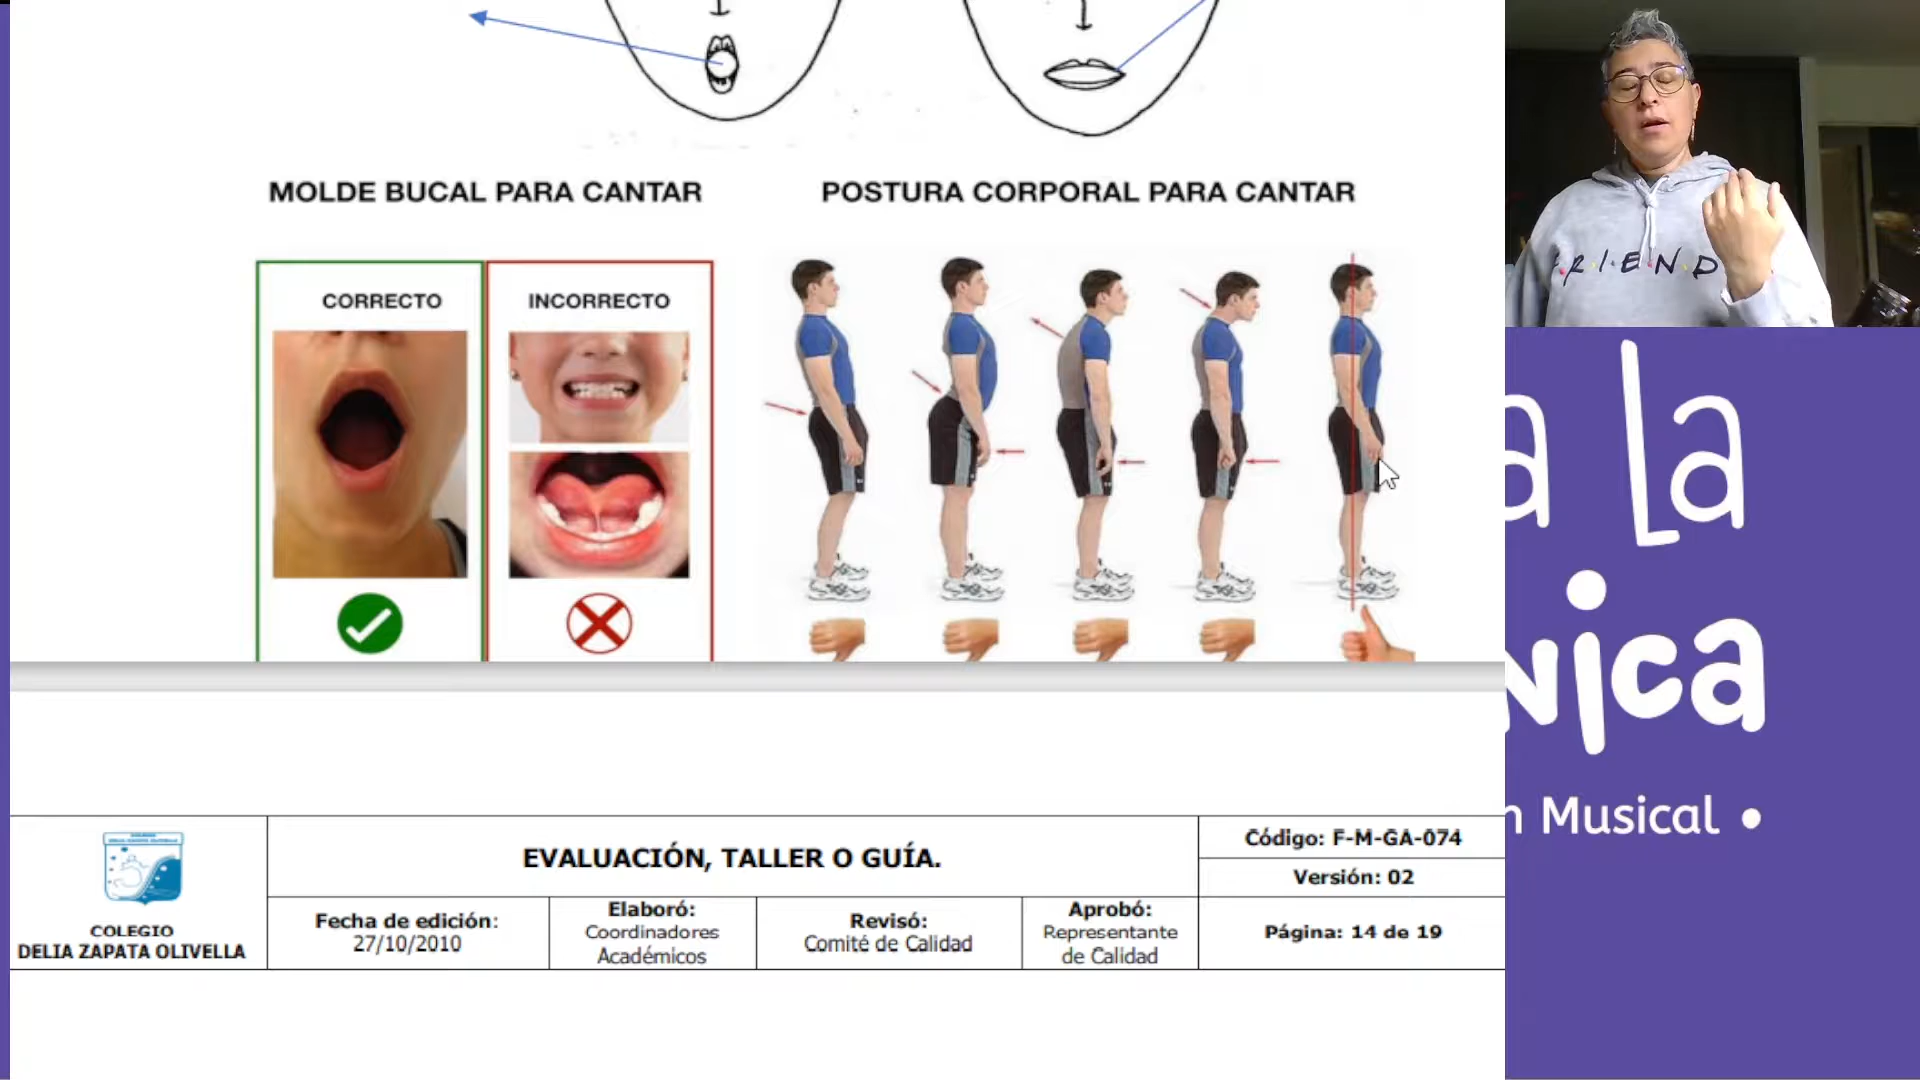 MOLDE BUCAL PARA CANTAR
POSTURA CORPORAL PARA CANTAR
CORRECTO
INCORRECTO
FRIENDS
a La
nica
n Musical •
COLEGIO
DELIA ZAPATA OLIVELLA
EVALUACIÓN, TALLER O GUÍA.
Código: F-M-GA-074
Versión: 02
Fecha de edición:
27/10/2010
Elaboró:
Coordinadores
Académicos
Revisó:
Comité de Calidad
Aprobó:
Representante
de Calidad
Página: 14 de 19